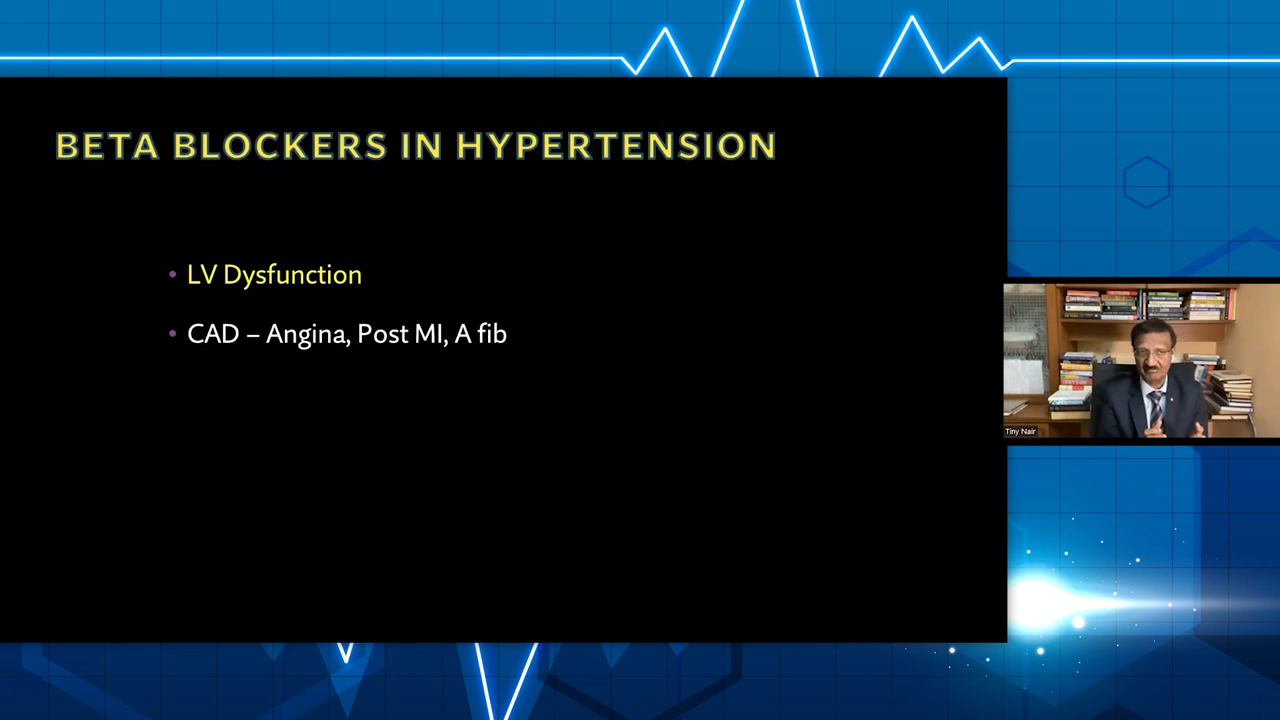 BETA BLOCKERS IN HYPERTENSION
• LV Dysfunction
• CAD – Angina, Post MI, A fib
Tiny Nair